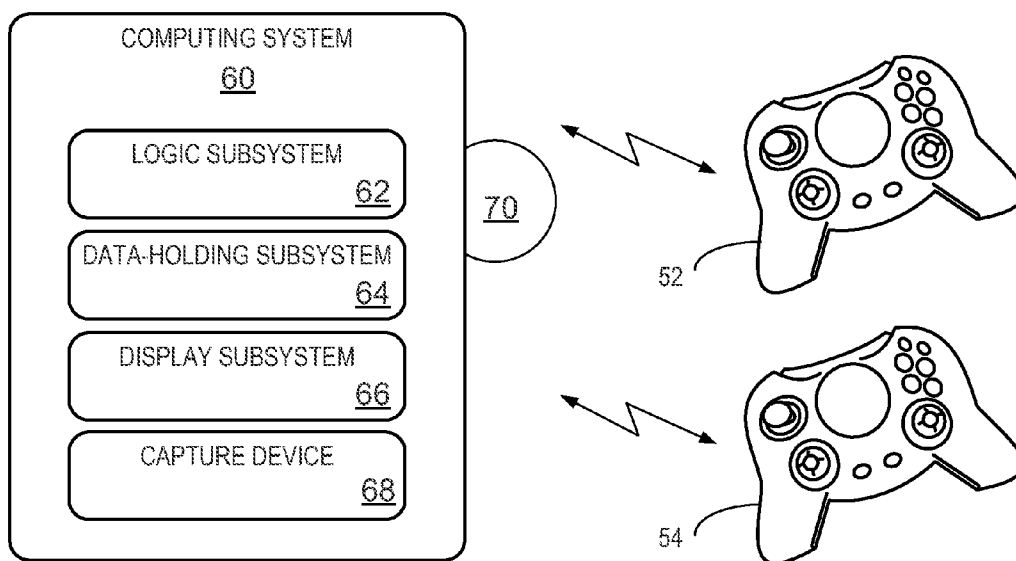 COMPUTING SYSTEM
60
LOGIC SUBSYSTEM
62
DATA-HOLDING SUBSYSTEM
64
DISPLAY SUBSYSTEM
66
CAPTURE DEVICE
68
70
52
54